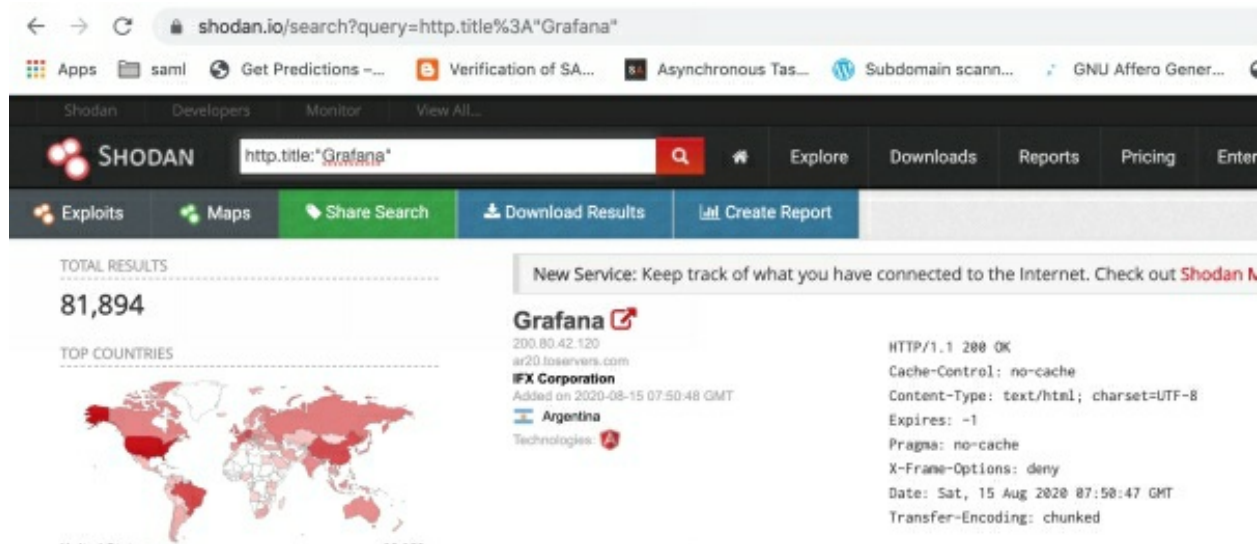 shodan.io/search?query=http.title%3A"Grafana"
Apps saml Get Predictions –... Verification of SA... Asynchronous Tas... Subdomain scann... GNU Affero Gener...
Shodan Developers Monitor View All...
SHODAN http.title:"Grafana" Explore Downloads Reports Pricing Enter
Exploits Maps Share Search Download Results Create Report
TOTAL RESULTS
81,894
TOP COUNTRIES
New Service: Keep track of what you have connected to the Internet. Check out Shodan M
Grafana
200.80.42.120
ar20.toservers.com
IFX Corporation
Added on 2020-08-15 07:50:48 GMT
Argentina
Technologies:
HTTP/1.1 200 OK
Cache-Control: no-cache
Content-Type: text/html; charset=UTF-8
Expires: -1
Pragma: no-cache
X-Frame-Options: deny
Date: Sat, 15 Aug 2020 07:50:47 GMT
Transfer-Encoding: chunked